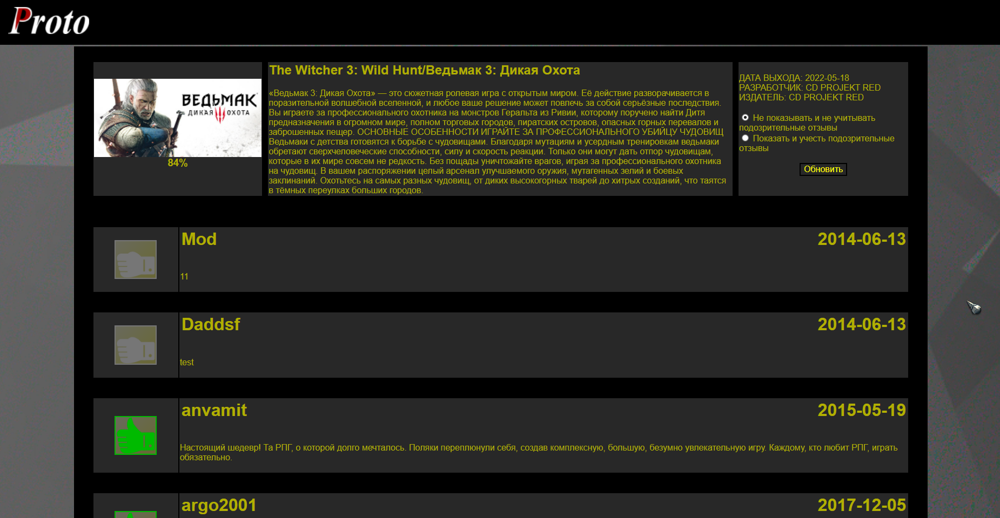 Proto
The Witcher 3: Wild Hunt/Ведьмак 3: Дикая Охота
ВЕДЬМАК
ДИКАЯ ОХОТА
84%
«Ведьмак 3: Дикая Охота» — это сюжетная ролевая игра с открытым миром. Её действие разворачивается в
поразительной волшебной вселенной, и любое ваше решение может повлечь за собой серьёзные последствия.
Вы играете за профессионального охотника на монстров Геральта из Ривии, которому поручено найти Дитя
предназначения в огромном мире, полном торговых городов, пиратских островов, опасных горных перевалов и
заброшенных пещер. ОСНОВНЫЕ ОСОБЕННОСТИ ИГРАЙТЕ ЗА ПРОФЕССИОНАЛЬНОГО УБИЙЦУ ЧУДОВИЩ
Ведьмаки с детства готовятся к борьбе с чудовищами. Благодаря мутациям и усердным тренировкам ведьмаки
обретают сверхчеловеческие способности, силу и скорость реакции. Только они могут дать отпор чудовищам,
которые в их мире совсем не редкость. Без пощады уничтожайте врагов, играя за профессионального охотника
на чудовищ. В вашем распоряжении целый арсенал улучшаемого оружия, мутагенных зелий и боевых
заклинаний. Охотьтесь на самых разных чудовищ, от диких высокогорных тварей до хитрых созданий, что таятся
в тёмных переулках больших городов.
ДАТА ВЫХОДА: 2022-05-18
РАЗРАБОТЧИК: CD PROJEKT RED
ИЗДАТЕЛЬ: CD PROJEKT RED
Не показывать и не учитывать
подозрительные отзывы
Показать и учесть подозрительные
отзывы
Обновить
Mod 2014-06-13
11
Daddsf 2014-06-13
test
anvamit 2015-05-19
Настоящий шедевр! Та РПГ, о которой долго мечталось. Поляки переплюнули себя, создав комплексную, большую, безумно увлекательную игру. Каждому, кто любит РПГ, играть
обязательно.
argo2001 2017-12-05